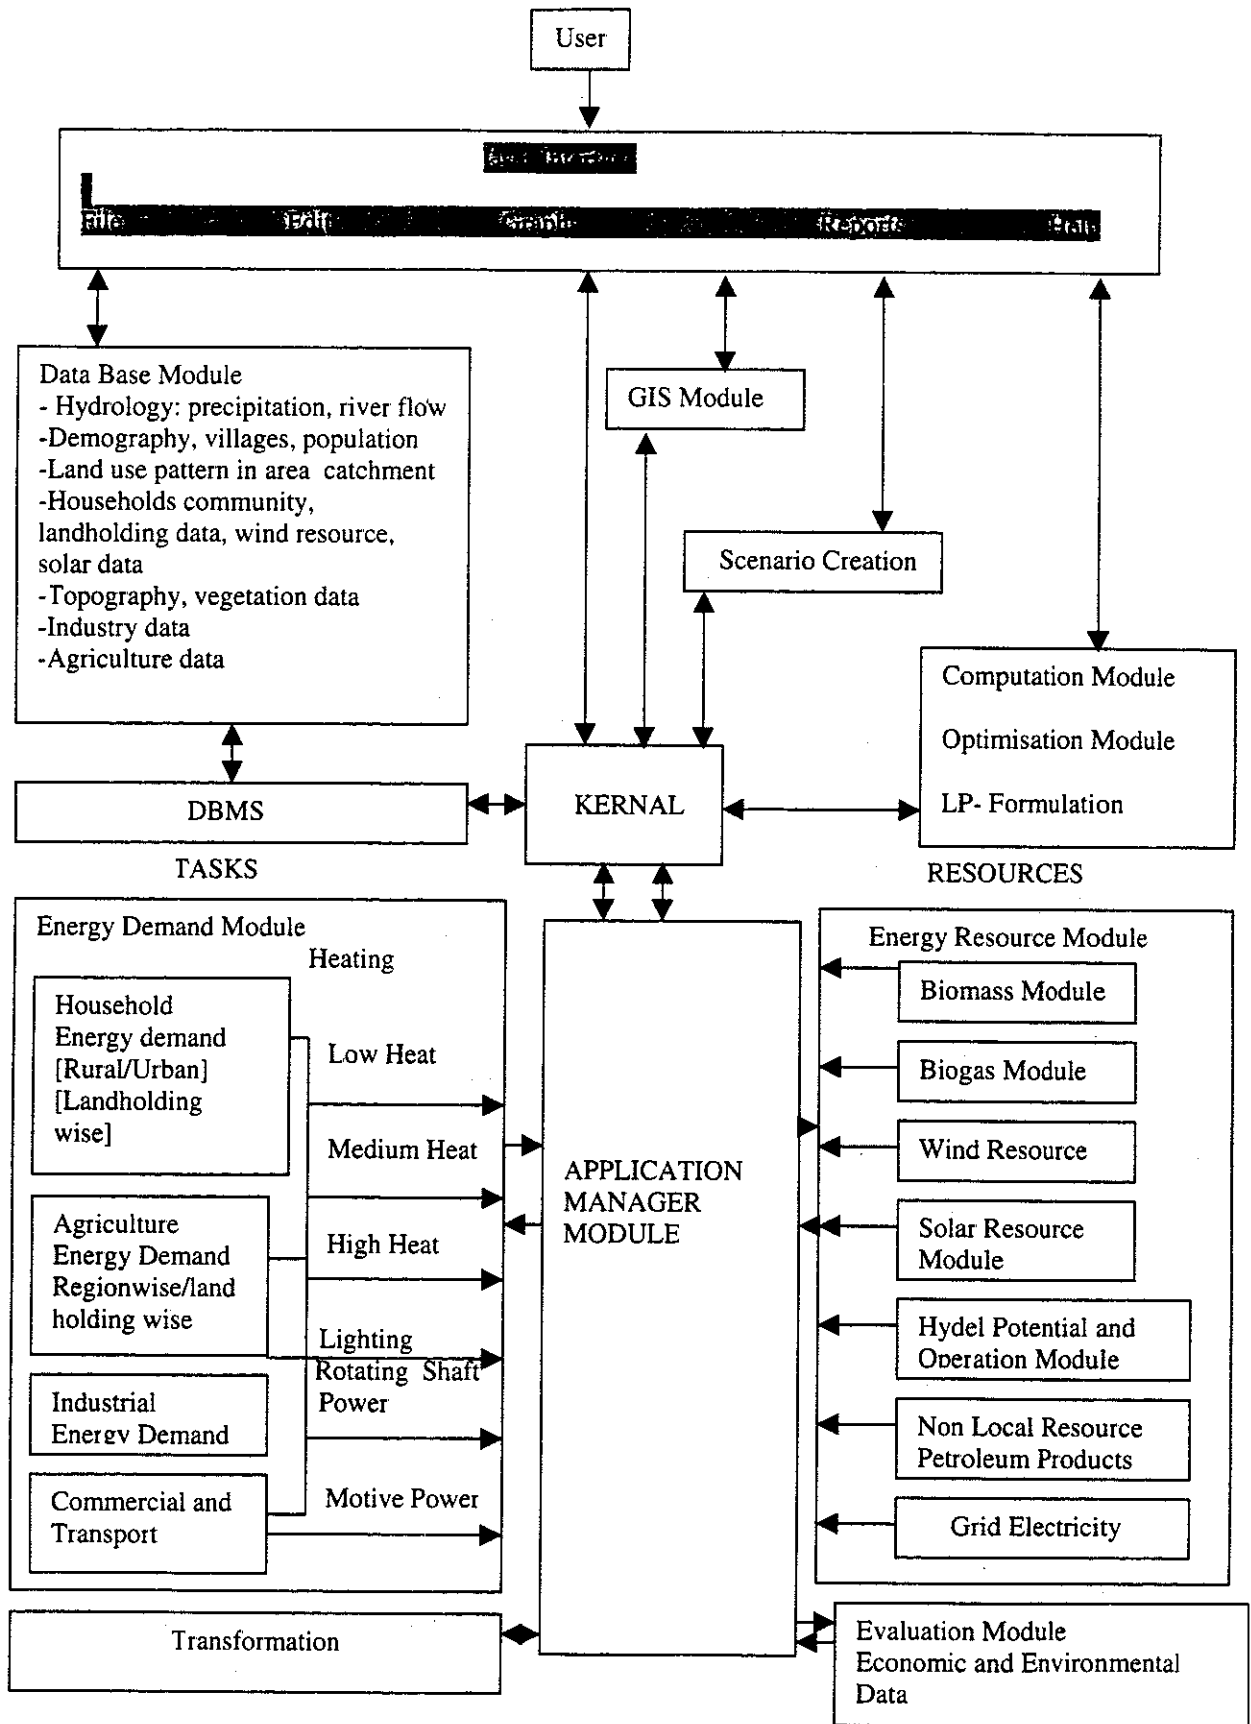 User
User Interface
File Edit Graphs Reports Help
Data Base Module
- Hydrology: precipitation, river flow
-Demography, villages, population
-Land use pattern in area catchment
-Households community,
landholding data, wind resource,
solar data
-Topography, vegetation data
-Industry data
-Agriculture data
GIS Module
Scenario Creation
Computation Module
Optimisation Module
LP- Formulation
DBMS
KERNAL
TASKS
RESOURCES
Energy Demand Module
Heating
Household
Energy demand
[Rural/Urban]
[Landholding
wise]
Low Heat
Medium Heat
Agriculture
Energy Demand
Regionwise/land
holding wise
High Heat
Lighting
Rotating Shaft
Power
Industrial
Energy Demand
Commercial and
Transport
Motive Power
APPLICATION
MANAGER
MODULE
Energy Resource Module
Biomass Module
Biogas Module
Wind Resource
Solar Resource
Module
Hydel Potential and
Operation Module
Non Local Resource
Petroleum Products
Grid Electricity
Transformation
Evaluation Module
Economic and Environmental
Data